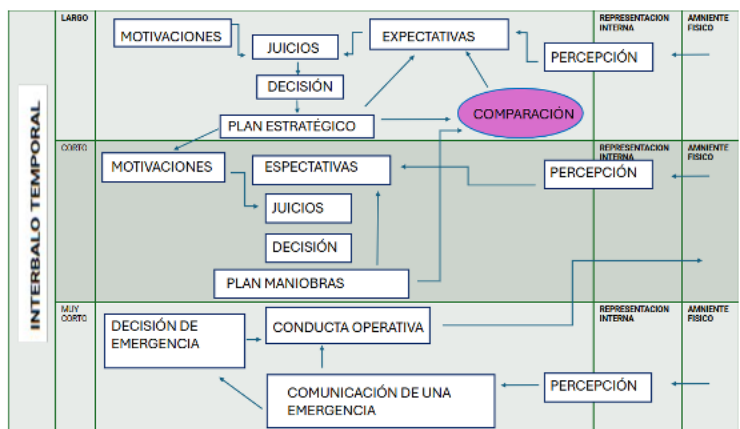 INTERBALO TEMPORAL
LARGO
MOTIVACIONES
JUICIOS
EXPECTATIVAS
REPRESENTACION
INTERNA
AMNIENTE
FISICO
PERCEPCIÓN
DECISIÓN
COMPARACIÓN
PLAN ESTRATÉGICO
CORTO
MOTIVACIONES
ESPECTATIVAS
REPRESENTACION
INTERNA
AMNIENTE
FISICO
PERCEPCIÓN
JUICIOS
DECISIÓN
PLAN MANIOBRAS
MUY
CORTO
DECISIÓN DE
EMERGENCIA
CONDUCTA OPERATIVA
REPRESENTACION
INTERNA
AMNIENTE
FISICO
COMUNICACIÓN DE UNA
EMERGENCIA
PERCEPCIÓN